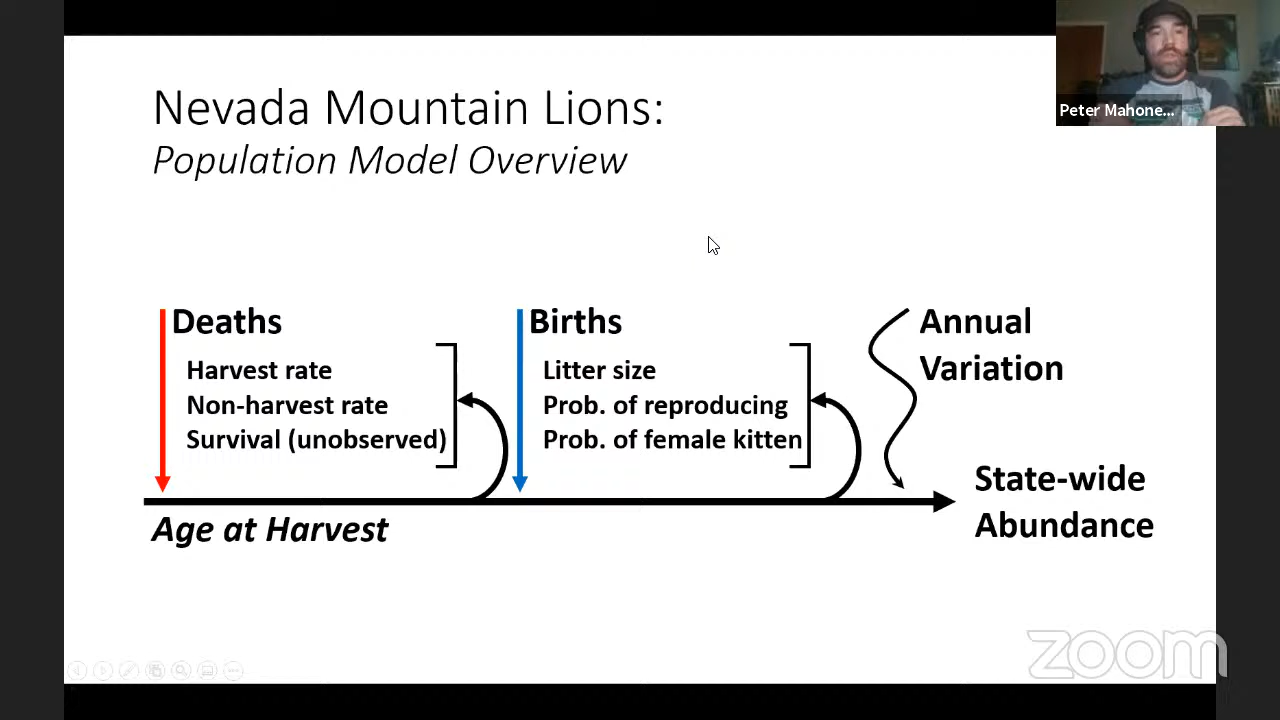 Nevada Mountain Lions:
Population Model Overview
Peter Mahone...
Deaths
Harvest rate
Non-harvest rate
Survival (unobserved)
Births
Litter size
Prob. of reproducing
Prob. of female kitten
Annual
Variation
State-wide
Abundance
Age at Harvest
zoom